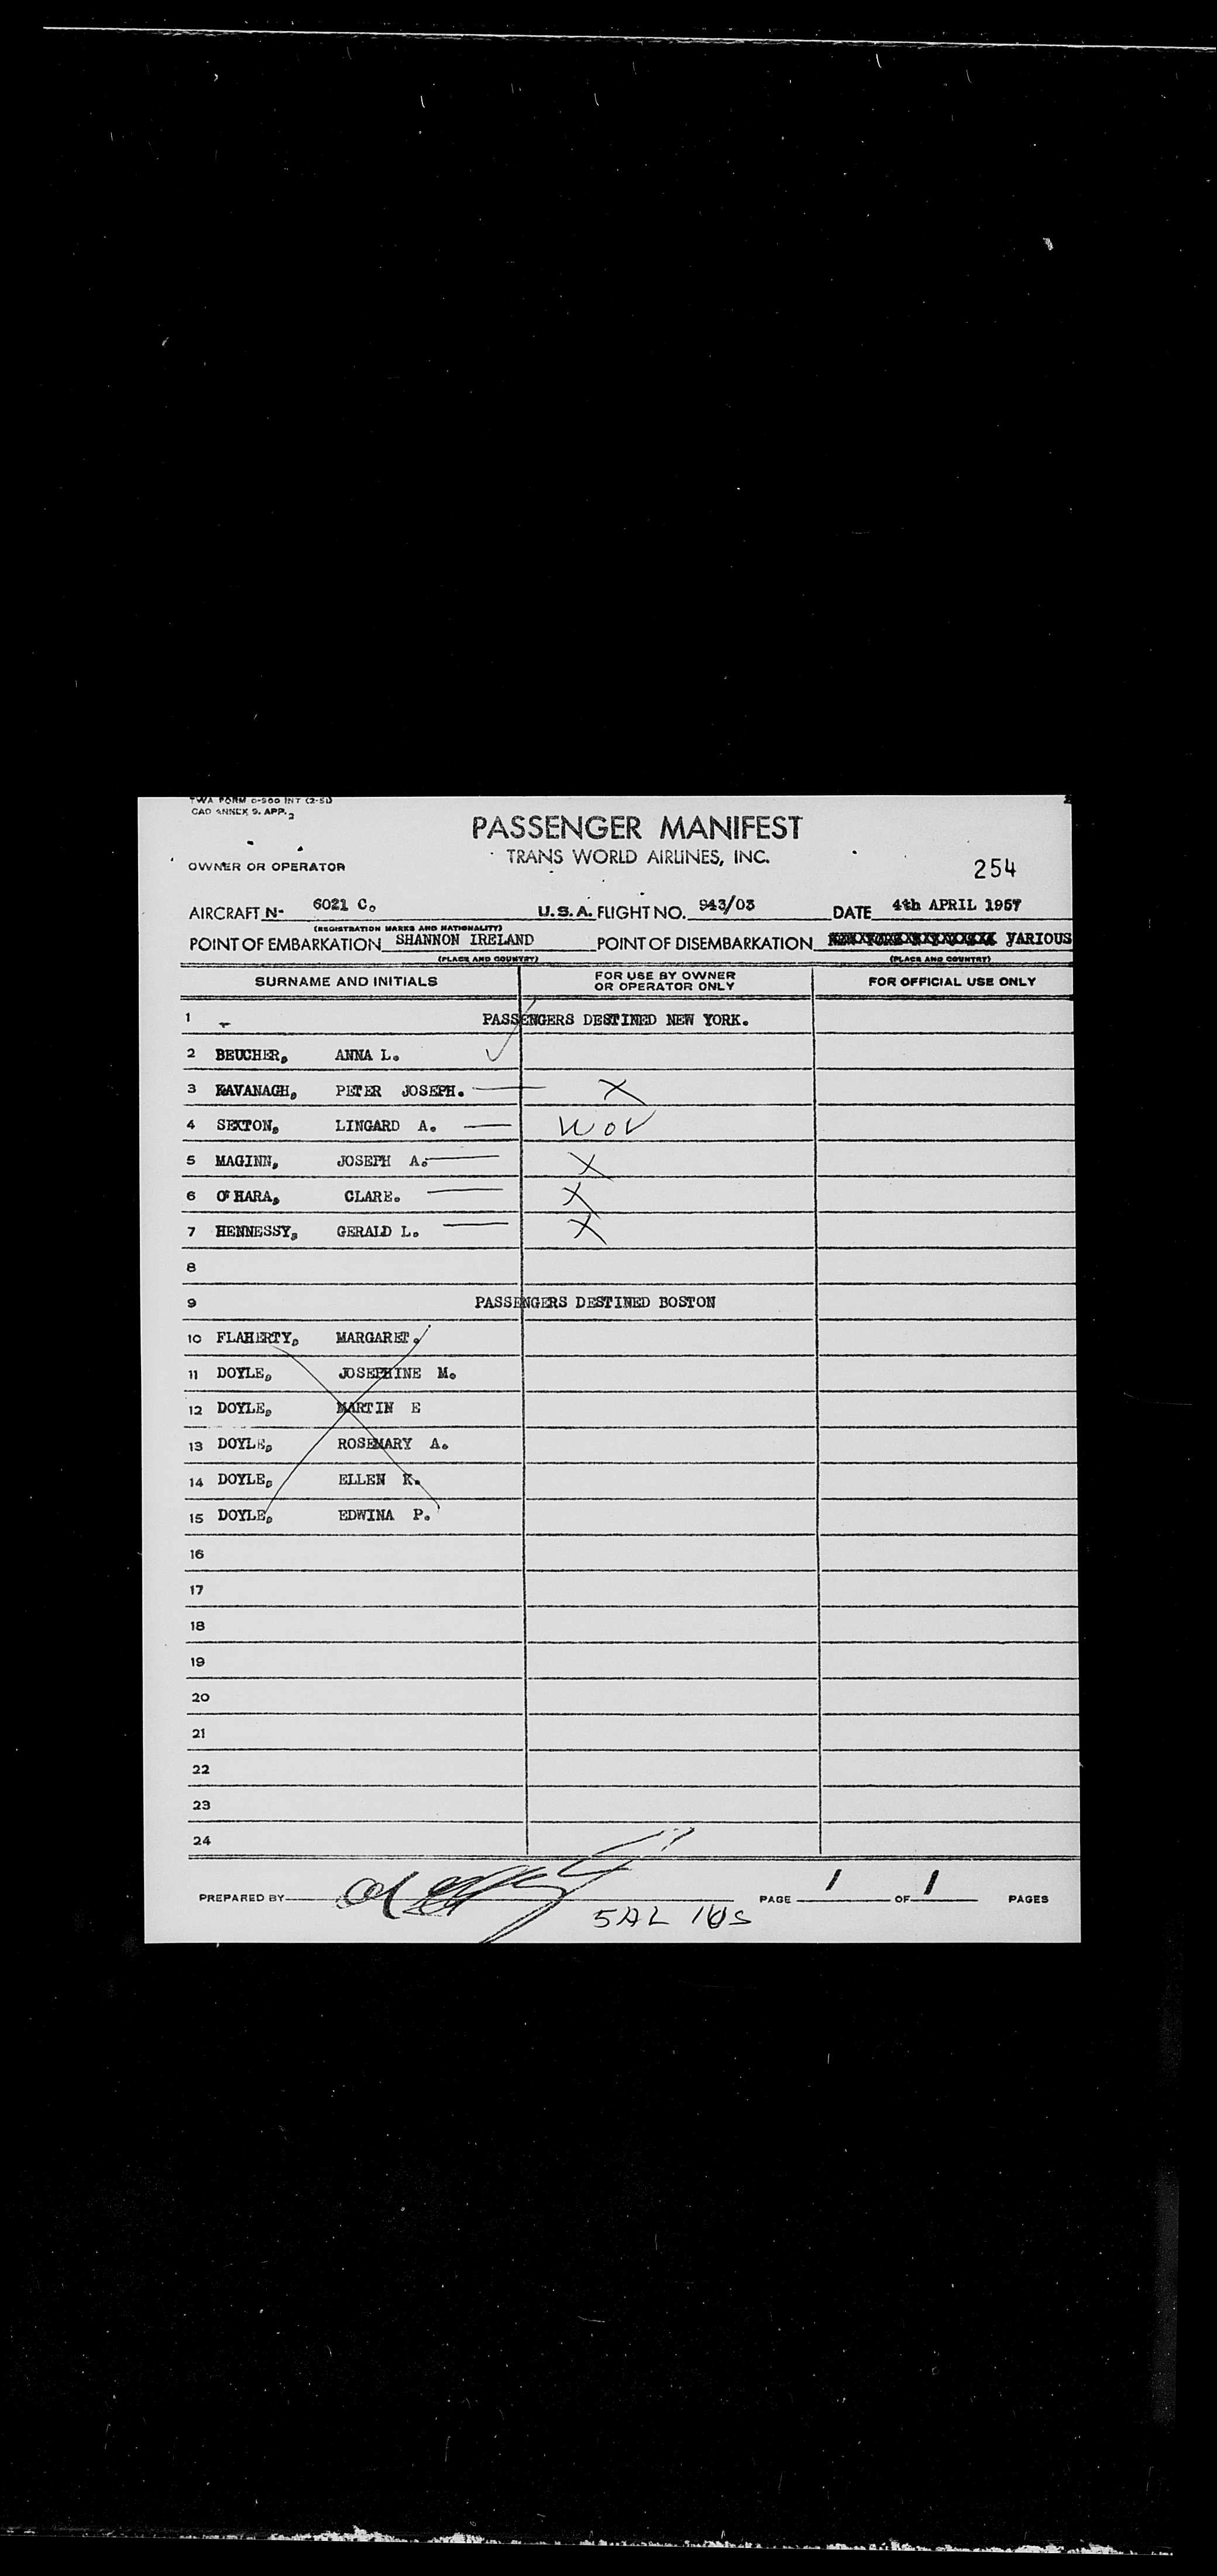 TWA FORM O-900 INT (2-51)
CAO ANNEX 9. APP. 2
PASSENGER MANIFEST
TRANS WORLD AIRLINES, INC.
OWNER OR OPERATOR
254
AIRCRAFT N- 6021 C. U.S.A. FLIGHT NO. 943/03 DATE 4th APRIL 1957
(REGISTRATION MARKS AND NATIONALITY)
POINT OF EMBARKATION SHANNON IRELAND POINT OF DISEMBARKATION VARIOUS
(PLACE AND COUNTRY) (PLACE AND COUNTRY)
SURNAME AND INITIALS FOR USE BY OWNER OR OPERATOR ONLY FOR OFFICIAL USE ONLY
1 PASSENGERS DESTINED NEW YORK.
2 BEUCHER, ANNA L. ✓
3 KAVANAGH, PETER JOSEPH. — X
4 SEXTON, LINGARD A. — WOV
5 MAGINN, JOSEPH A. — X
6 O'HARA, CLARE. — X
7 HENNESSY, GERALD L. — X
8
9 PASSENGERS DESTINED BOSTON
10 FLAHERTY, MARGARET.
11 DOYLE, JOSEPHINE M.
12 DOYLE, MARTIN E
13 DOYLE, ROSEMARY A.
14 DOYLE, ELLEN K.
15 DOYLE, EDWINA P.
16
17
18
19
20
21
22
23
24
PREPARED BY PAGE 1 OF 1 PAGES
5AL 1US